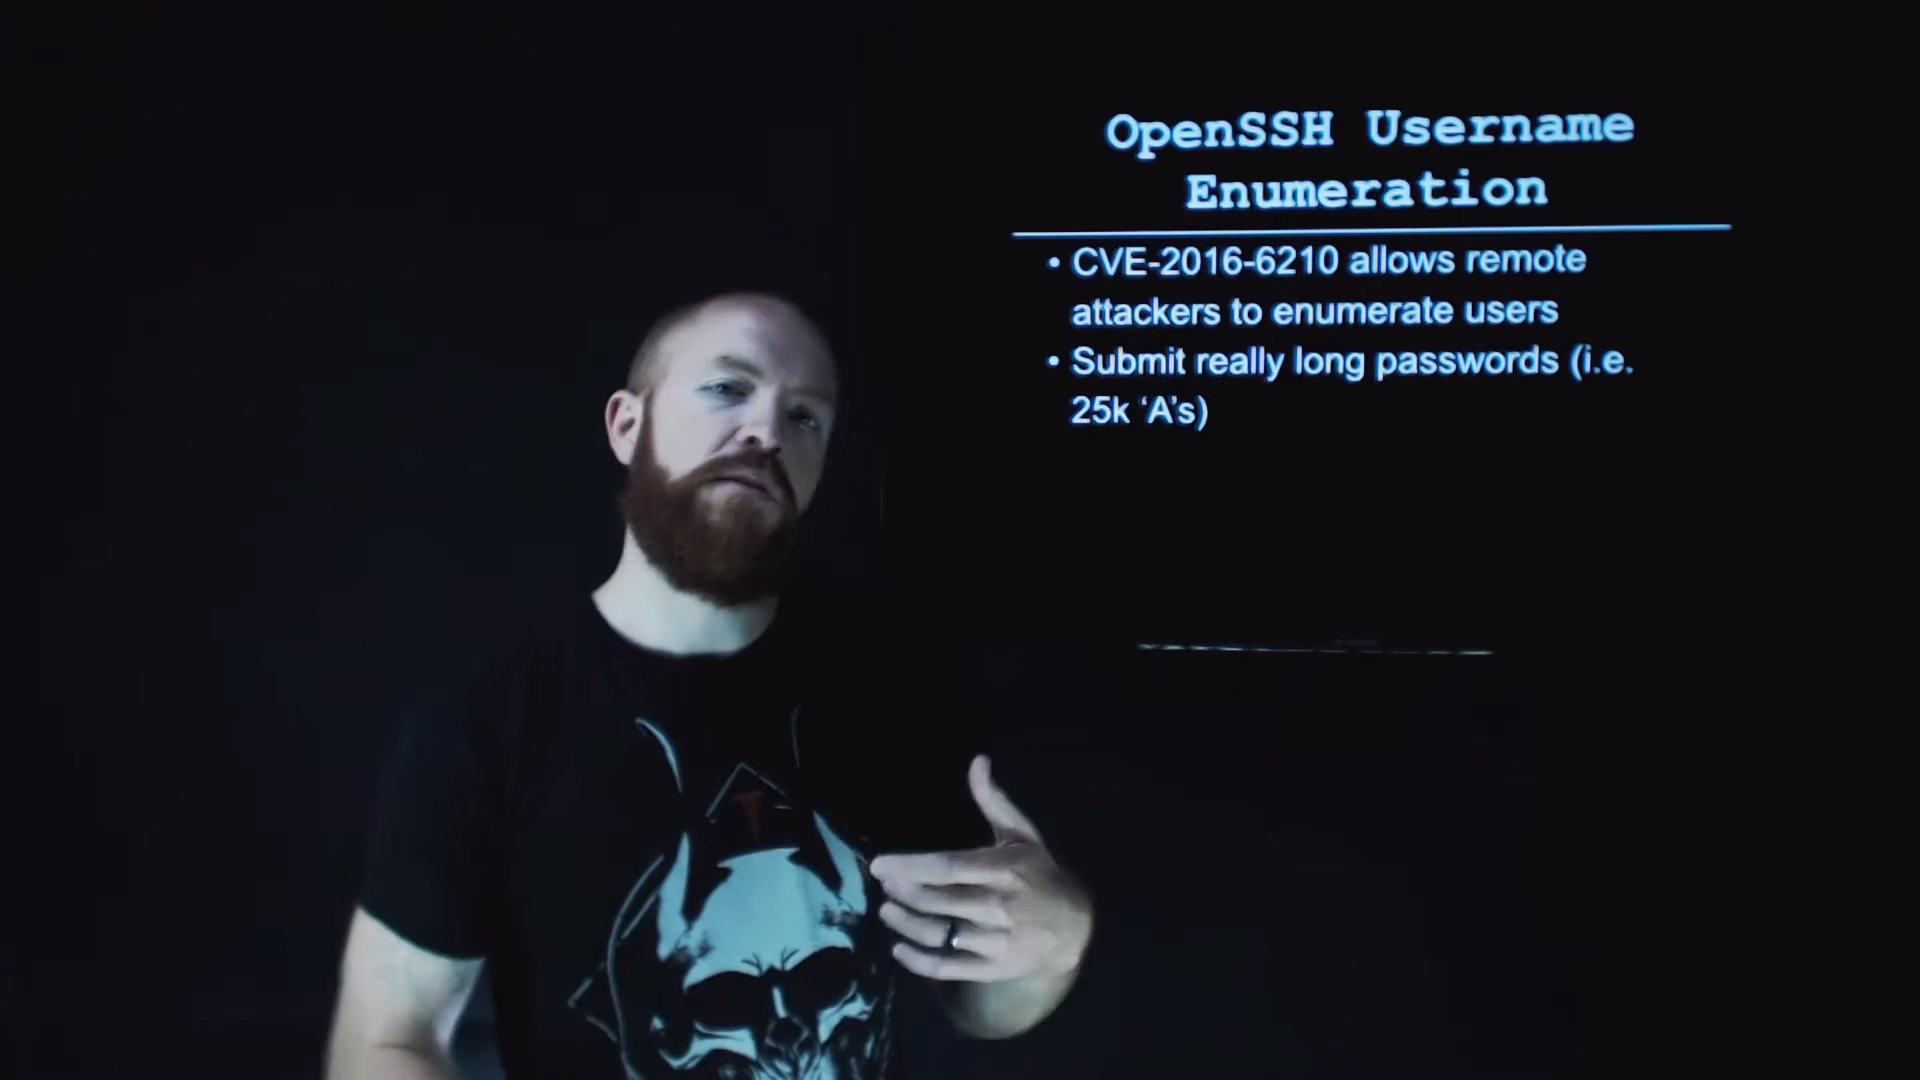 OpenSSH Username
Enumeration
• CVE-2016-6210 allows remote
attackers to enumerate users
• Submit really long passwords (i.e.
25k ‘A’s)